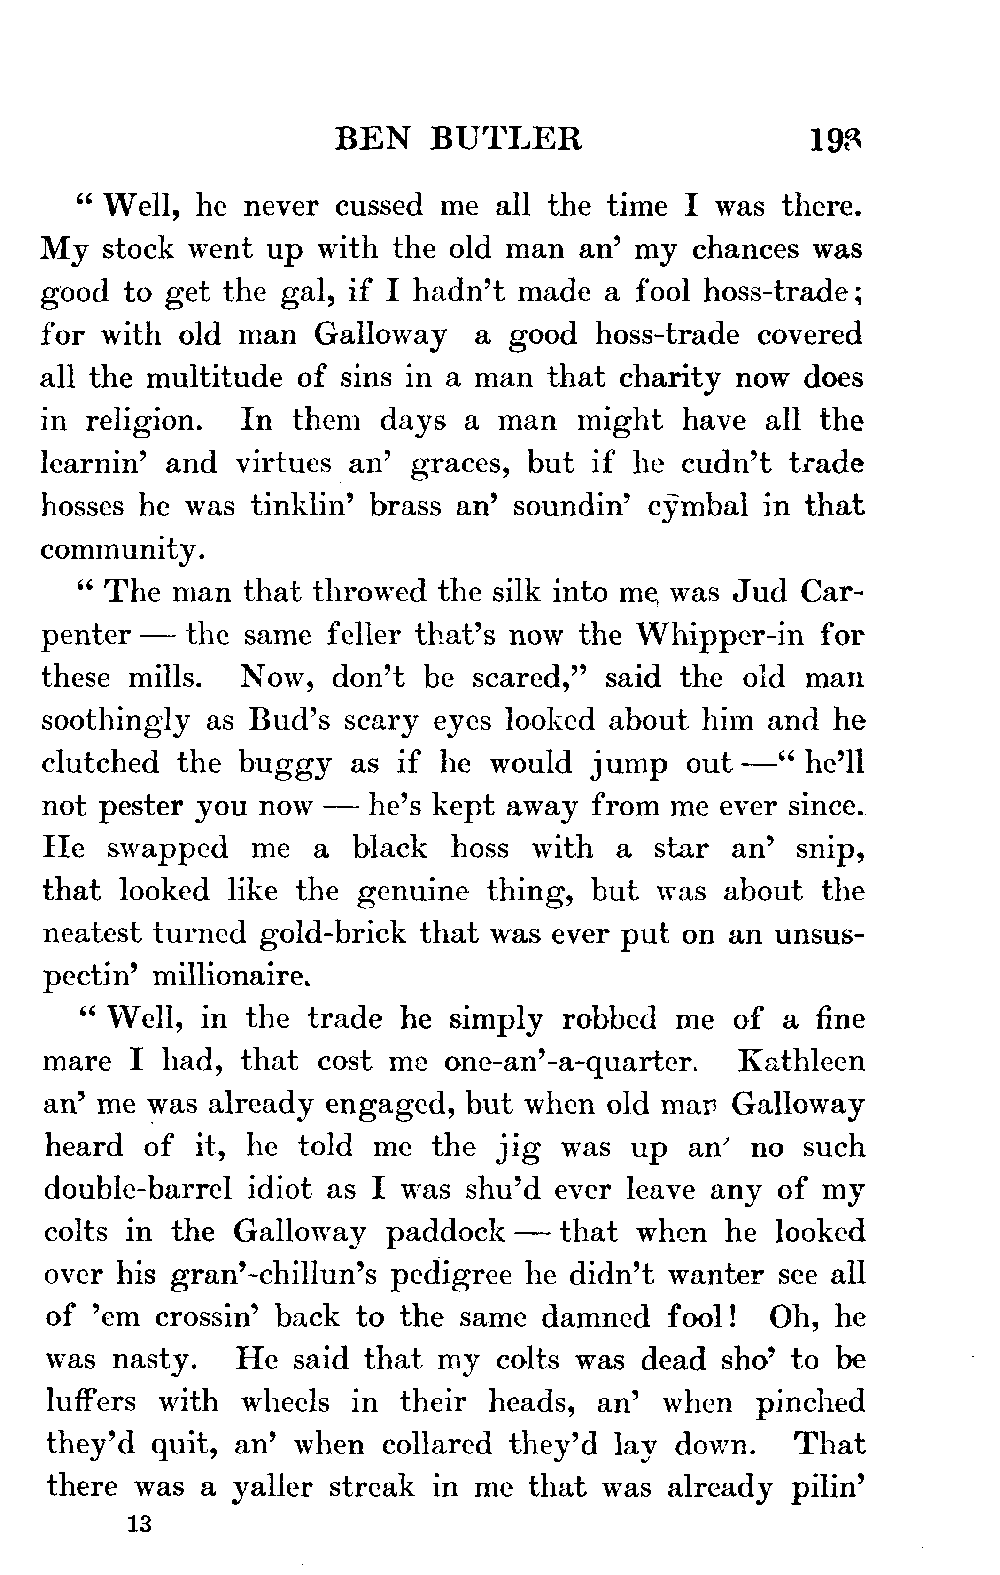 BEN BUTLER 193
“ Well, he never cussed me all the time I was there.
My stock went up with the old man an’ my chances was
good to get the gal, if I hadn’t made a fool hoss-trade;
for with old man Galloway a good hoss-trade covered
all the multitude of sins in a man that charity now does
in religion. In them days a man might have all the
learnin’ and virtues an’ graces, but if he cudn’t trade
hosses he was tinklin’ brass an’ soundin’ cymbal in that
community.
“ The man that throwed the silk into me was Jud Car-
penter — the same feller that’s now the Whipper-in for
these mills. Now, don’t be scared,” said the old man
soothingly as Bud’s scary eyes looked about him and he
clutched the buggy as if he would jump out —“ he’ll
not pester you now — he’s kept away from me ever since.
He swapped me a black hoss with a star an’ snip,
that looked like the genuine thing, but was about the
neatest turned gold-brick that was ever put on an unsus-
pectin’ millionaire.
“ Well, in the trade he simply robbed me of a fine
mare I had, that cost me one-an’-a-quarter. Kathleen
an’ me was already engaged, but when old man Galloway
heard of it, he told me the jig was up an’ no such
double-barrel idiot as I was shu’d ever leave any of my
colts in the Galloway paddock — that when he looked
over his gran’-chillun’s pedigree he didn’t wanter see all
of ’em crossin’ back to the same damned fool! Oh, he
was nasty. He said that my colts was dead sho’ to be
luffers with wheels in their heads, an’ when pinched
they’d quit, an’ when collared they’d lay down. That
there was a yaller streak in me that was already pilin’
13